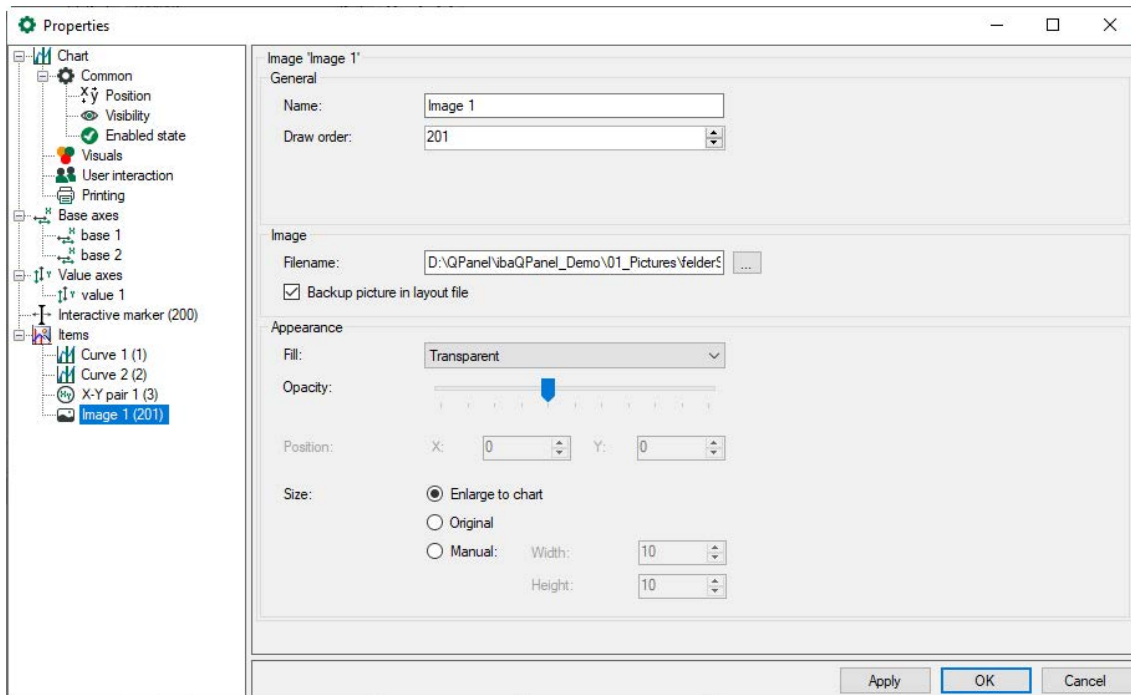 Properties
Chart
Common
Position
Visibility
Enabled state
Visuals
User interaction
Printing
Base axes
base 1
base 2
Value axes
value 1
Interactive marker (200)
Items
Curve 1 (1)
Curve 2 (2)
X-Y pair 1 (3)
Image 1 (201)
Image 'Image 1'
General
Name: Image 1
Draw order: 201
Image
Filename: D:\QPanel\ibaQPanel_Demo\01_Pictures\felderS ...
Backup picture in layout file
Appearance
Fill: Transparent
Opacity:
Position: X: 0 Y: 0
Size: Enlarge to chart
Original
Manual: Width: 10
Height: 10
Apply OK Cancel